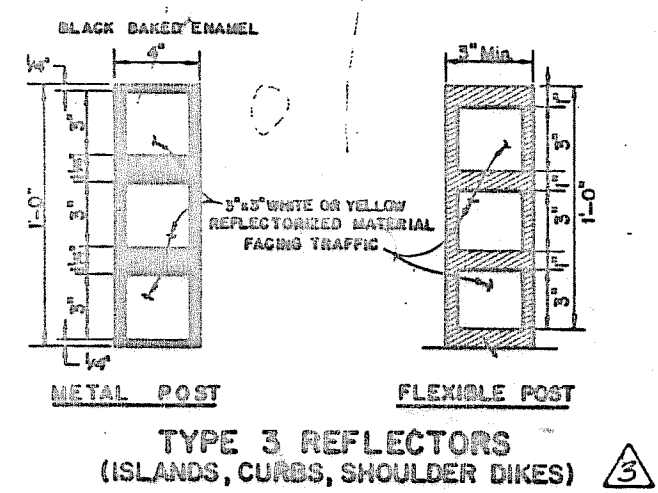 BLACK BAKED ENAMEL
4"
3" Min.
1/4"
3"
1 1/4"
3"
1 1/4"
3"
1/4"
1'-0"
3"x3" WHITE OR YELLOW
REFLECTORIZED MATERIAL
FACING TRAFFIC
1"
3"
1"
3"
1"
3"
1'-0"
METAL POST
FLEXIBLE POST
TYPE 3 REFLECTORS
(ISLANDS, CURBS, SHOULDER DIKES)
3